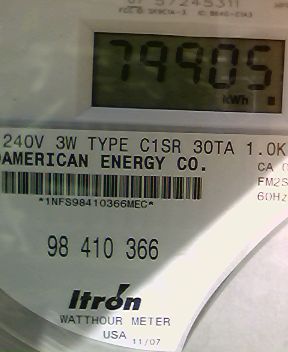 57245311
79905
kWh
240V 3W TYPE C1SR 30TA 1.0K
AMERICAN ENERGY CO.
CA
FM2S
60Hz
*1NFS98410366MEC*
98 410 366
Itron
WATTHOUR METER
USA 11/07